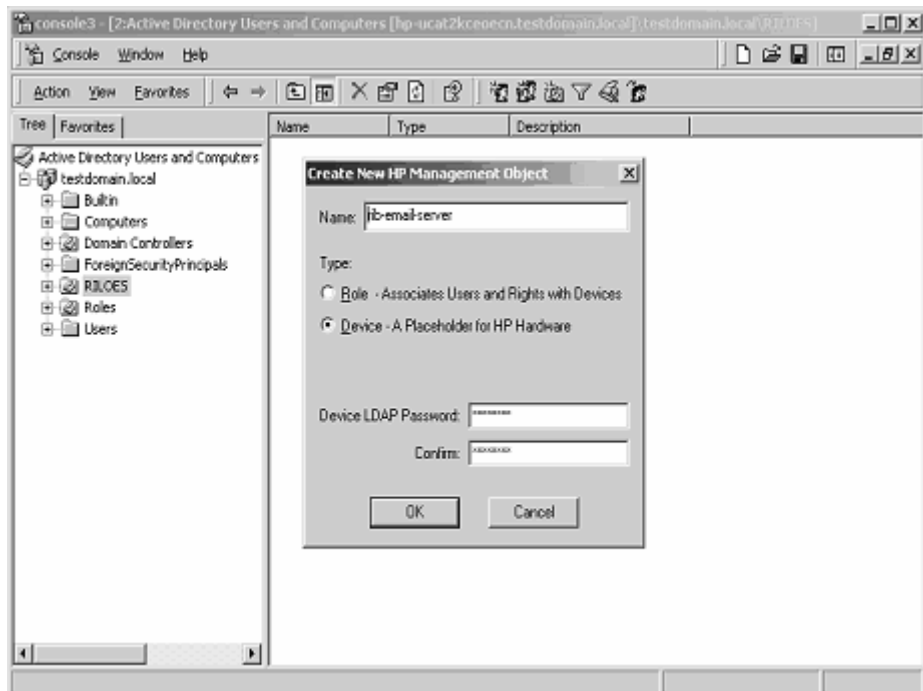 console3 - [2:Active Directory Users and Computers [hp-ucat2kceoecn.testdomain.local]\testdomain.local\RILOES]
Console Window Help
Action View Favorites
Tree Favorites
Name Type Description
Active Directory Users and Computers
testdomain.local
Builtin
Computers
Domain Controllers
ForeignSecurityPrincipals
RILOES
Roles
Users
Create New HP Management Object
Name: rib-email-server
Type:
Role - Associates Users and Rights with Devices
Device - A Placeholder for HP Hardware
Device LDAP Password: ********
Confirm: ********
OK Cancel